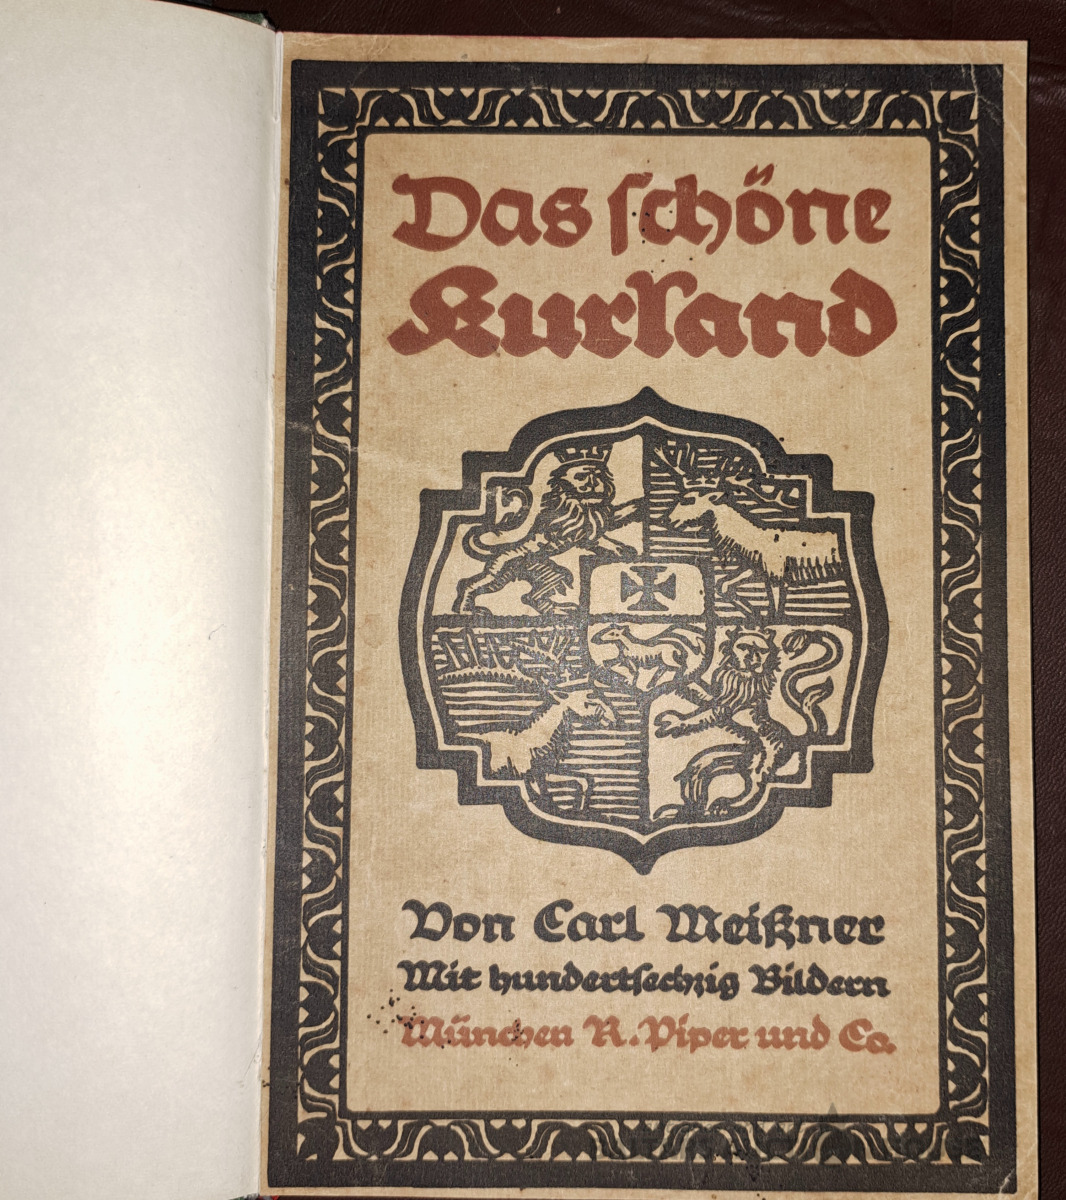 Das schöne
Kurland
Von Carl Meißner
Mit hundertsechzig Bildern
München R. Piper und Co.